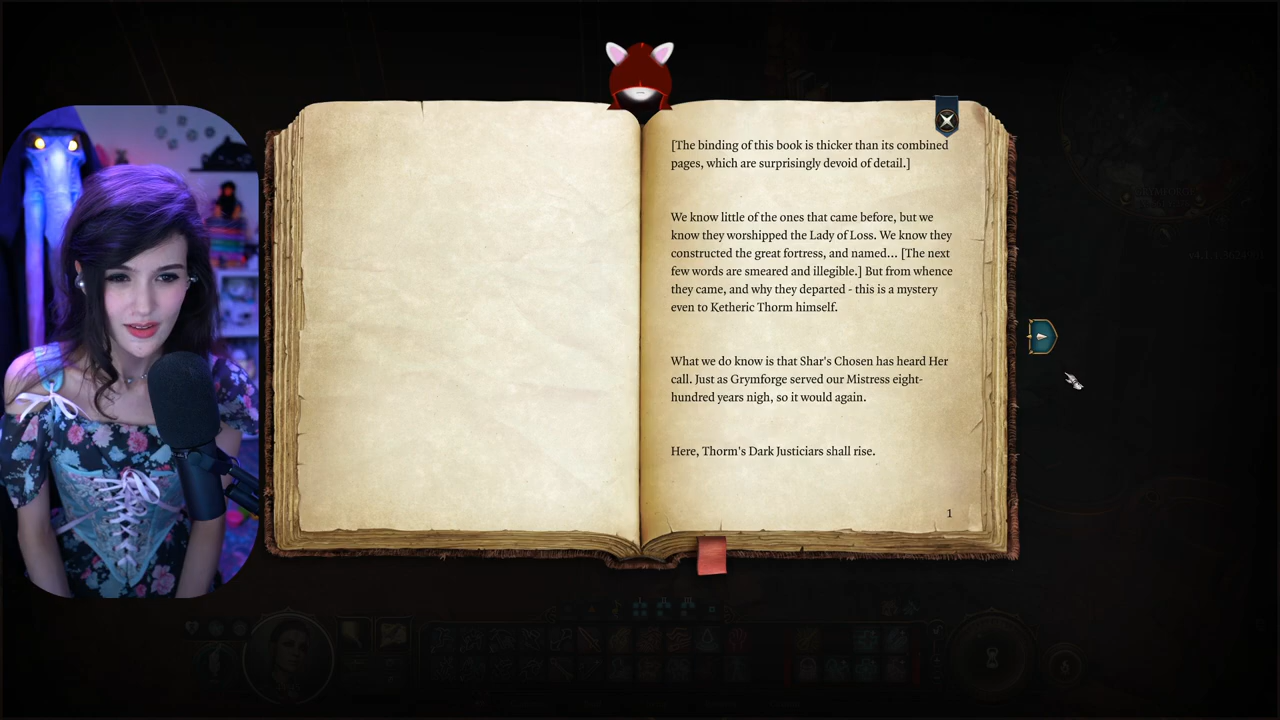 [The binding of this book is thicker than its combined
pages, which are surprisingly devoid of detail.]
We know little of the ones that came before, but we
know they worshipped the Lady of Loss. We know they
constructed the great fortress, and named... [The next
few words are smeared and illegible.] But from whence
they came, and why they departed - this is a mystery
even to Ketheric Thorm himself.
What we do know is that Shar's Chosen has heard Her
call. Just as Grymforge served our Mistress eight-
hundred years nigh, so it would again.
Here, Thorm's Dark Justiciars shall rise.
1